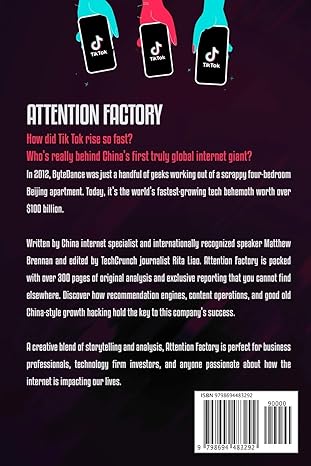 TikTok TikTok TikTok
ATTENTION FACTORY
How did Tik Tok rise so fast?
Who's really behind China's first truly global internet giant?
In 2012, ByteDance was just a handful of geeks working out of a scrappy four-bedroom
Beijing apartment. Today, it's the world's fastest-growing tech behemoth worth over
$100 billion.
Written by China internet specialist and internationally recognized speaker Matthew
Brennan and edited by TechCrunch journalist Rita Liao. Attention Factory is packed
with over 300 pages of original analysis and exclusive reporting that you cannot find
elsewhere. Discover how recommendation engines, content operations, and good old
China-style growth hacking hold the key to this company's success.
A creative blend of storytelling and analysis, Attention Factory is perfect for business
professionals, technology firm investors, and anyone passionate about how the
internet is impacting our lives.
ISBN 9798694483292
90000
9 798694 483292